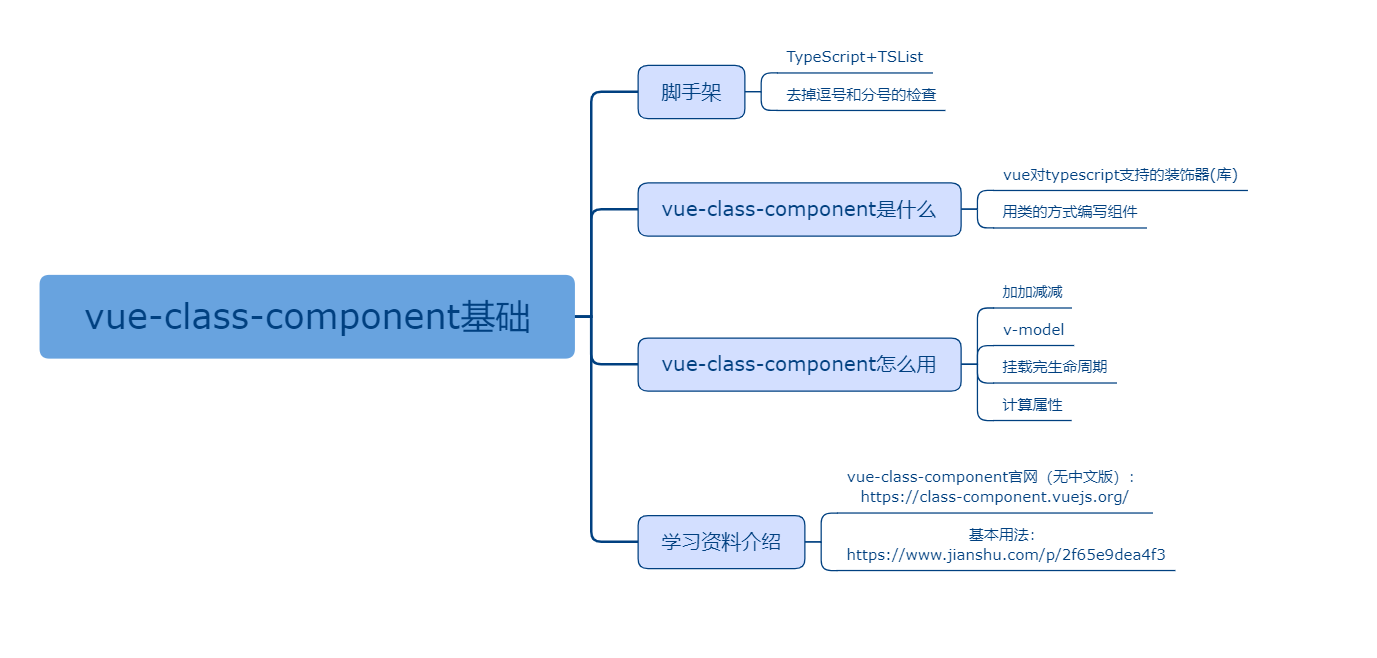 vue-class-component基础
脚手架
TypeScript+TSList
去掉逗号和分号的检查
vue-class-component是什么
vue对typescript支持的装饰器(库)
用类的方式编写组件
vue-class-component怎么用
加加减减
v-model
挂载完生命周期
计算属性
学习资料介绍
vue-class-component官网（无中文版）:
https://class-component.vuejs.org/
基本用法:
https://www.jianshu.com/p/2f65e9dea4f3